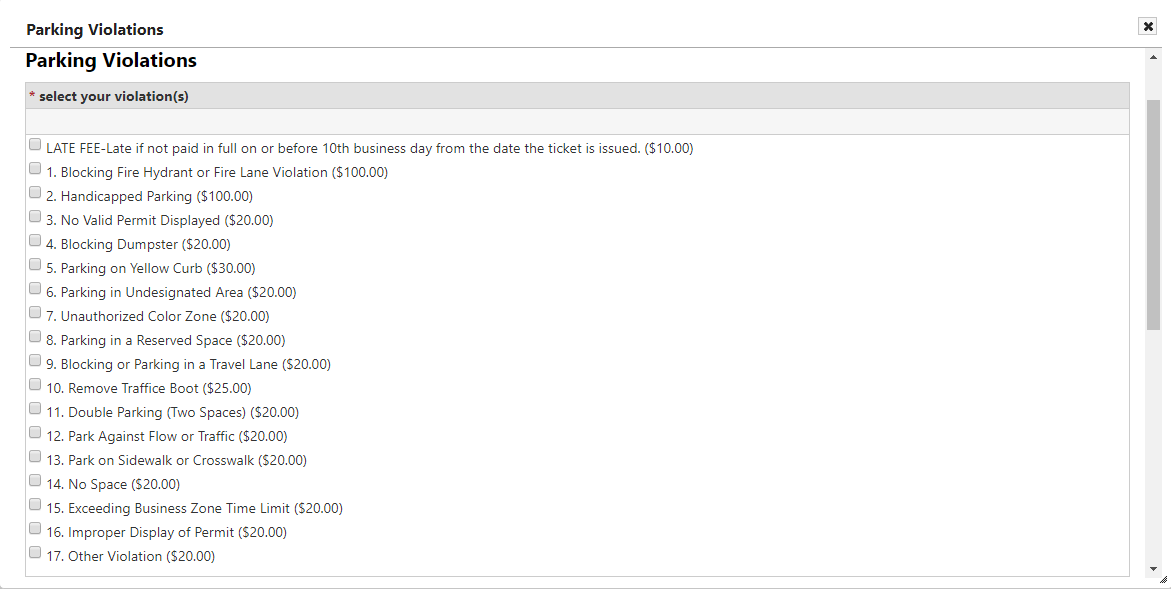 Parking Violations
Parking Violations
* select your violation(s)
LATE FEE-Late if not paid in full on or before 10th business day from the date the ticket is issued. ($10.00)
1. Blocking Fire Hydrant or Fire Lane Violation ($100.00)
2. Handicapped Parking ($100.00)
3. No Valid Permit Displayed ($20.00)
4. Blocking Dumpster ($20.00)
5. Parking on Yellow Curb ($30.00)
6. Parking in Undesignated Area ($20.00)
7. Unauthorized Color Zone ($20.00)
8. Parking in a Reserved Space ($20.00)
9. Blocking or Parking in a Travel Lane ($20.00)
10. Remove Traffice Boot ($25.00)
11. Double Parking (Two Spaces) ($20.00)
12. Park Against Flow or Traffic ($20.00)
13. Park on Sidewalk or Crosswalk ($20.00)
14. No Space ($20.00)
15. Exceeding Business Zone Time Limit ($20.00)
16. Improper Display of Permit ($20.00)
17. Other Violation ($20.00)